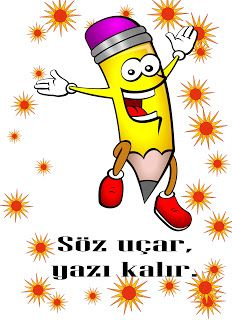 Söz uçar,
yazı kalır.